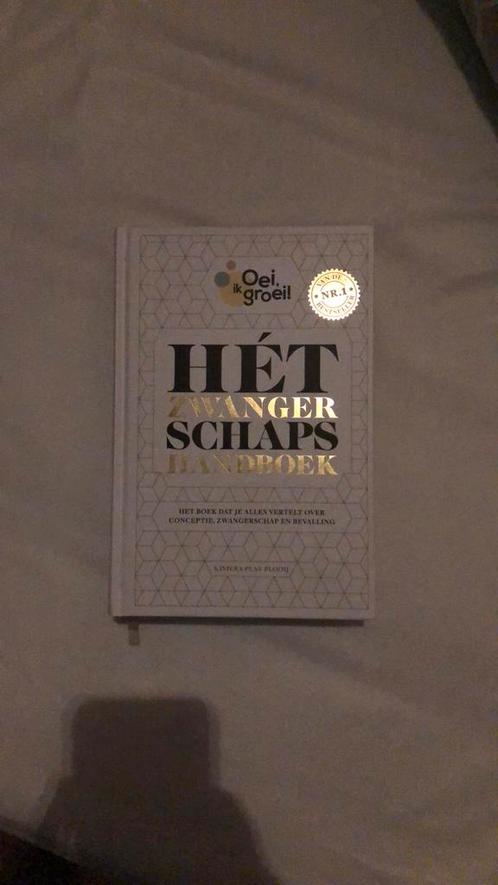 Oei,
ik groei!
VAN DE
NR.1
BESTSELLER
HÉT
ZWANGER
SCHAPS
HANDBOEK
HET BOEK DAT JE ALLES VERTELT OVER
CONCEPTIE, ZWANGERSCHAP EN BEVALLING
XAVIERA PLAS-PLOOIJ